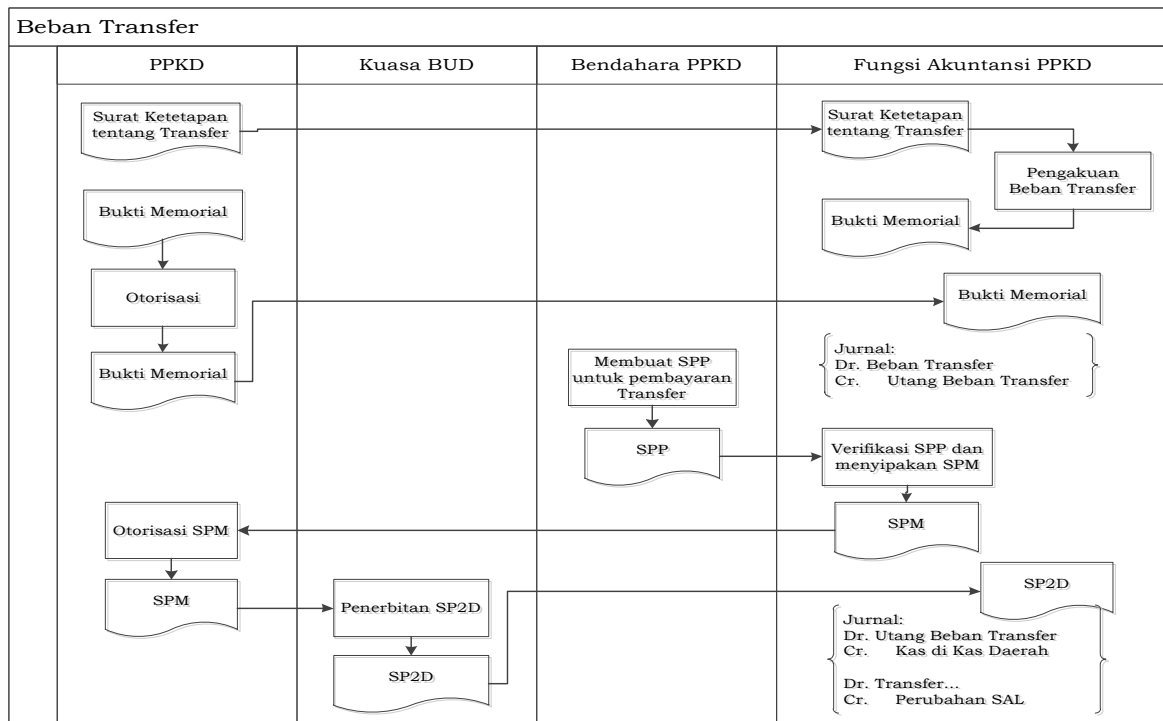 Beban Transfer
PPKD
Kuasa BUD
Bendahara PPKD
Fungsi Akuntansi PPKD
Surat Ketetapan
tentang Transfer
Surat Ketetapan
tentang Transfer
Pengakuan
Beban Transfer
Bukti Memorial
Bukti Memorial
Otorisasi
Bukti Memorial
Bukti Memorial
Jurnal:
Dr. Beban Transfer
Cr. Utang Beban Transfer
Membuat SPP
untuk pembayaran
Transfer
SPP
Verifikasi SPP dan
menyipakan SPM
SPM
Otorisasi SPM
SPM
Penerbitan SP2D
SP2D
SP2D
Jurnal:
Dr. Utang Beban Transfer
Cr. Kas di Kas Daerah
Dr. Transfer...
Cr. Perubahan SAL